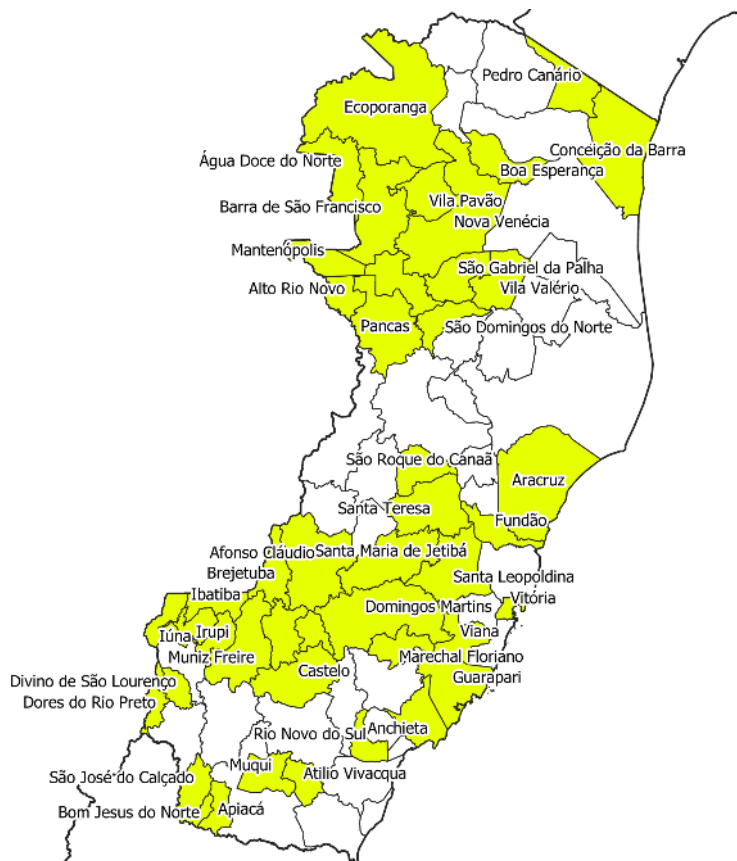 Pedro Canário
Ecoporanga
Conceição da Barra
Água Doce do Norte
Boa Esperança
Vila Pavão
Barra de São Francisco
Nova Venécia
Mantenópolis
São Gabriel da Palha
Alto Rio Novo
Vila Valério
Pancas
São Domingos do Norte
São Roque do Canaã
Aracruz
Santa Teresa
Fundão
Afonso Cláudio
Santa Maria de Jetibá
Brejetuba
Santa Leopoldina
Ibatiba
Vitória
Domingos Martins
Iúna
Irupi
Viana
Muniz Freire
Marechal Floriano
Castelo
Guarapari
Divino de São Lourenço
Dores do Rio Preto
Rio Novo do Sul
Anchieta
Muqui
Atilio Vivacqua
São José do Calçado
Bom Jesus do Norte
Apiacá